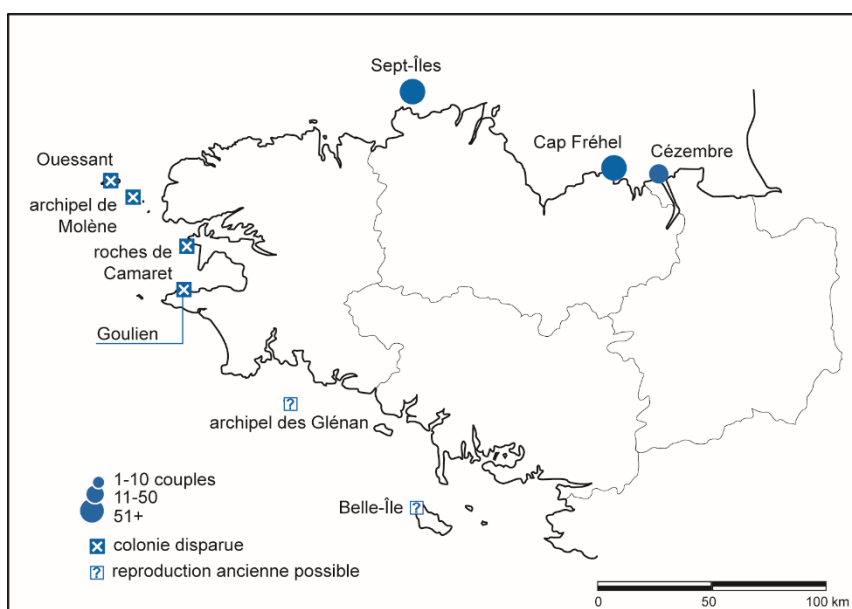 Sept-Îles
Cap Fréhel
Cézembre
Ouessant
archipel de
Molène
roches de
Camaret
Goulien
?
archipel des Glénan
Belle-Île
?
1-10 couples
11-50
51+
colonie disparue
? reproduction ancienne possible
0
50
100 km